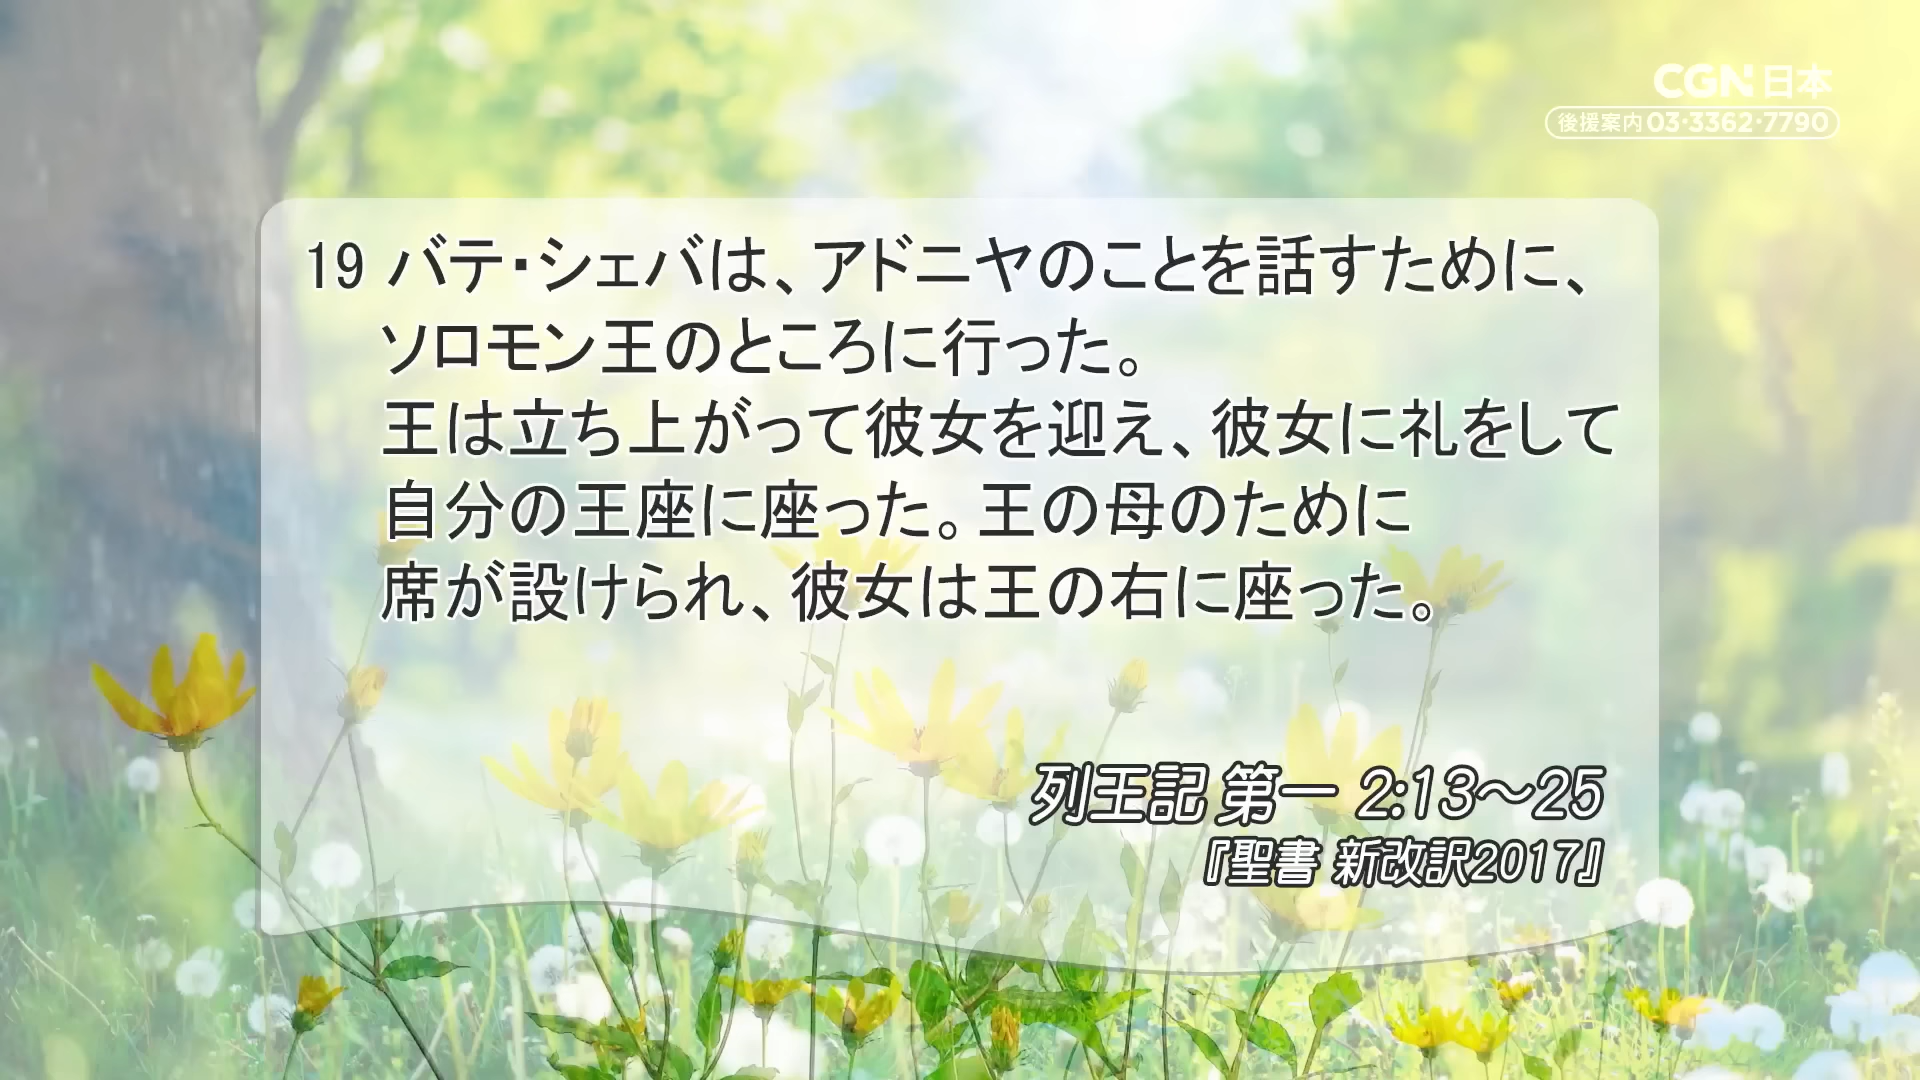 CGN日本
後援案内 03·3362·7790
19 バテ・シェバは、アドニヤのことを話すために、
ソロモン王のところに行った。
王は立ち上がって彼女を迎え、彼女に礼をして
自分の王座に座った。王の母のために
席が設けられ、彼女は王の右に座った。
列王記 第一 2:13～25
『聖書 新改訳2017』